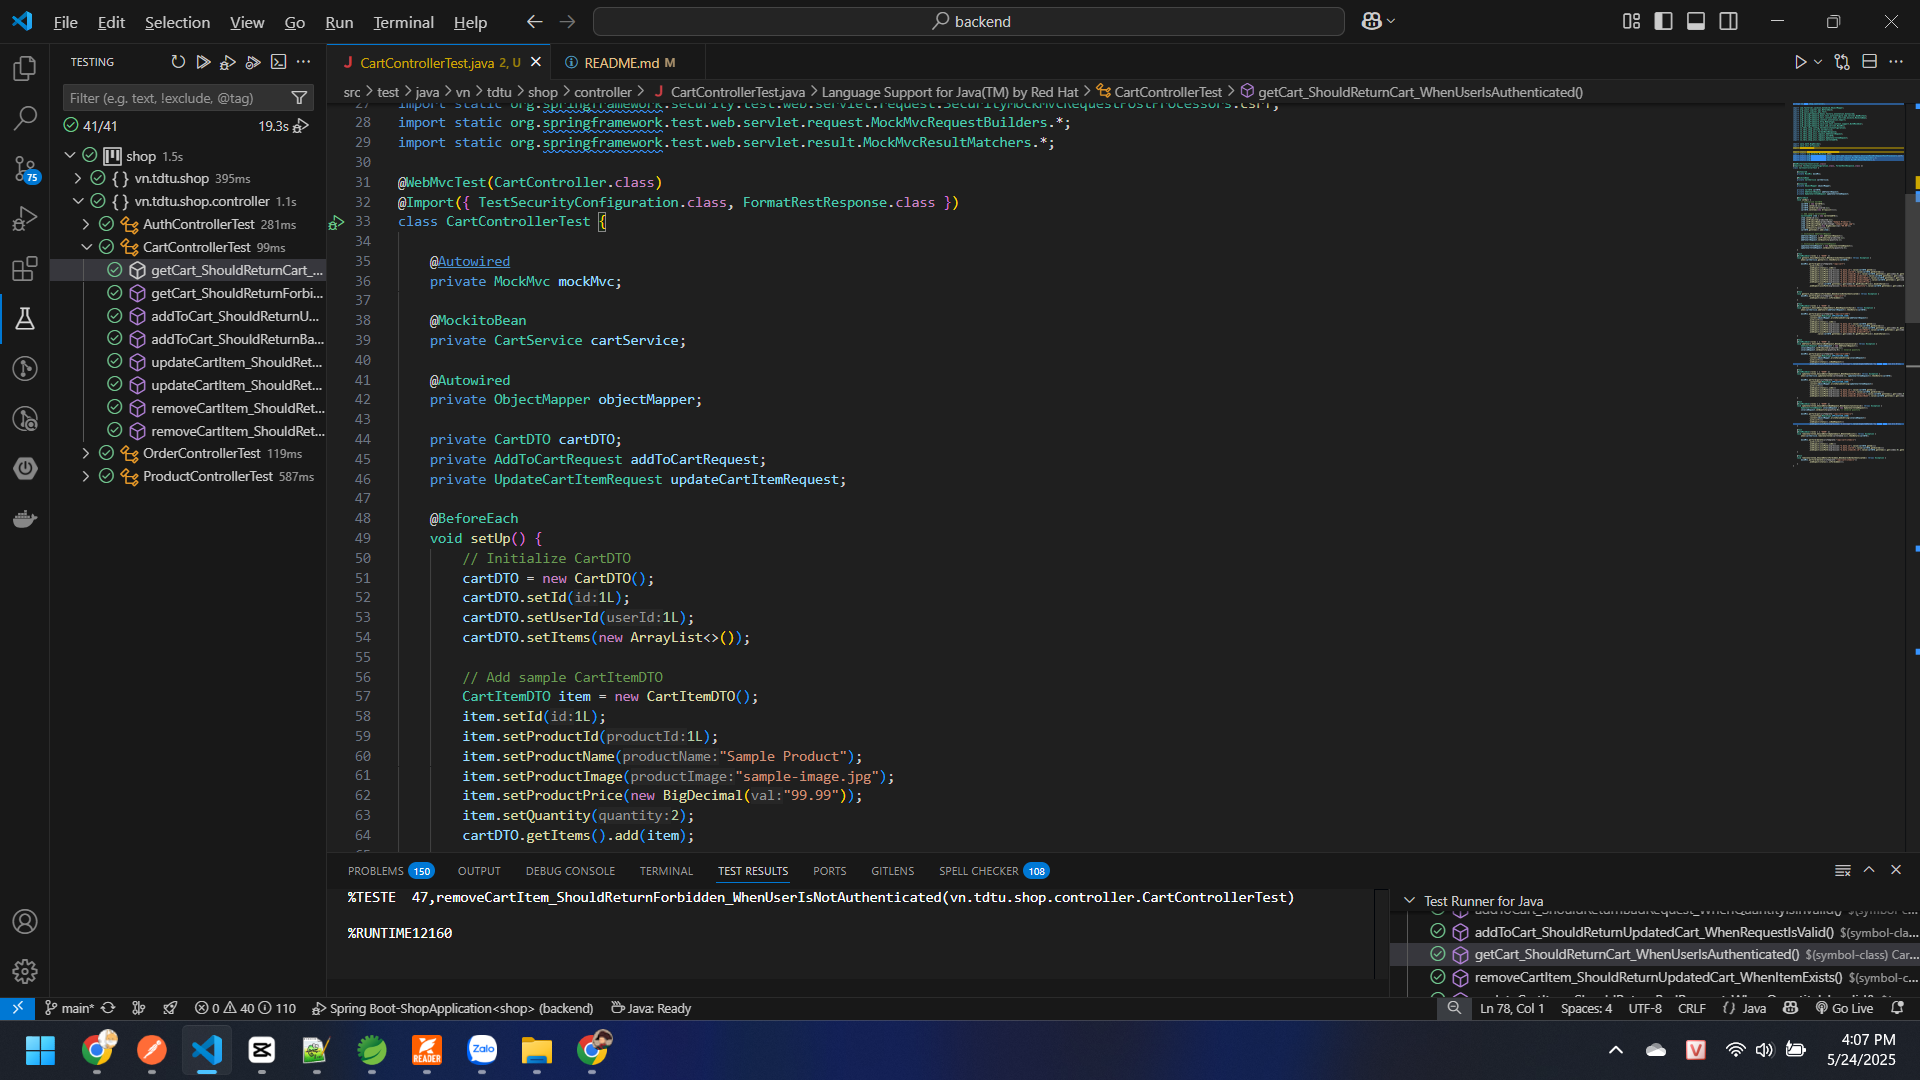 File Edit Selection View Go Run Terminal Help
backend
TESTING
Filter (e.g. text, !exclude, @tag)
41/41
19.3s
shop 1.5s
{ } vn.tdtu.shop 395ms
{ } vn.tdtu.shop.controller 1.1s
AuthControllerTest 281ms
CartControllerTest 99ms
getCart_ShouldReturnCart_...
getCart_ShouldReturnForbi...
addToCart_ShouldReturnU...
addToCart_ShouldReturnBa...
updateCartItem_ShouldRet...
updateCartItem_ShouldRet...
removeCartItem_ShouldRet...
removeCartItem_ShouldRet...
OrderControllerTest 119ms
ProductControllerTest 587ms
75
J CartControllerTest.java 2, U
README.md M
src > test > java > vn > tdtu > shop > controller > J CartControllerTest.java > Language Support for Java(TM) by Red Hat > CartControllerTest > getCart_ShouldReturnCart_WhenUserIsAuthenticated()
27 import static org.springframework.security.test.web.servlet.request.SecurityMockMvcRequestPostProcessors.csrf;
28 import static org.springframework.test.web.servlet.request.MockMvcRequestBuilders.*;
29 import static org.springframework.test.web.servlet.result.MockMvcResultMatchers.*;
30
31 @WebMvcTest(CartController.class)
32 @Import({ TestSecurityConfiguration.class, FormatRestResponse.class })
33 class CartControllerTest {
34
35 @Autowired
36 private MockMvc mockMvc;
37
38 @MockitoBean
39 private CartService cartService;
40
41 @Autowired
42 private ObjectMapper objectMapper;
43
44 private CartDTO cartDTO;
45 private AddToCartRequest addToCartRequest;
46 private UpdateCartItemRequest updateCartItemRequest;
47
48 @BeforeEach
49 void setUp() {
50 // Initialize CartDTO
51 cartDTO = new CartDTO();
52 cartDTO.setId(id:1L);
53 cartDTO.setUserId(userId:1L);
54 cartDTO.setItems(new ArrayList<>());
55
56 // Add sample CartItemDTO
57 CartItemDTO item = new CartItemDTO();
58 item.setId(id:1L);
59 item.setProductId(productId:1L);
60 item.setProductName(productName:"Sample Product");
61 item.setProductImage(productImage:"sample-image.jpg");
62 item.setProductPrice(new BigDecimal(val:"99.99"));
63 item.setQuantity(quantity:2);
64 cartDTO.getItems().add(item);
PROBLEMS 150 OUTPUT DEBUG CONSOLE TERMINAL TEST RESULTS PORTS GITLENS SPELL CHECKER 108
%TESTE 47,removeCartItem_ShouldReturnForbidden_WhenUserIsNotAuthenticated(vn.tdtu.shop.controller.CartControllerTest)
%RUNTIME12160
Test Runner for Java
addToCart_ShouldReturnBadRequest_WhenQuantityIsInvalid() $(symbol-c...
addToCart_ShouldReturnUpdatedCart_WhenRequestIsValid() $(symbol-cla...
getCart_ShouldReturnCart_WhenUserIsAuthenticated() $(symbol-class) Car...
removeCartItem_ShouldReturnUpdatedCart_WhenItemExists() $(symbol-c...
main* 0 40 110 Spring Boot-ShopApplication<shop> (backend) Java: Ready
Ln 78, Col 1 Spaces: 4 UTF-8 CRLF { } Java Go Live
READER
Zalo
V
4:07 PM
5/24/2025